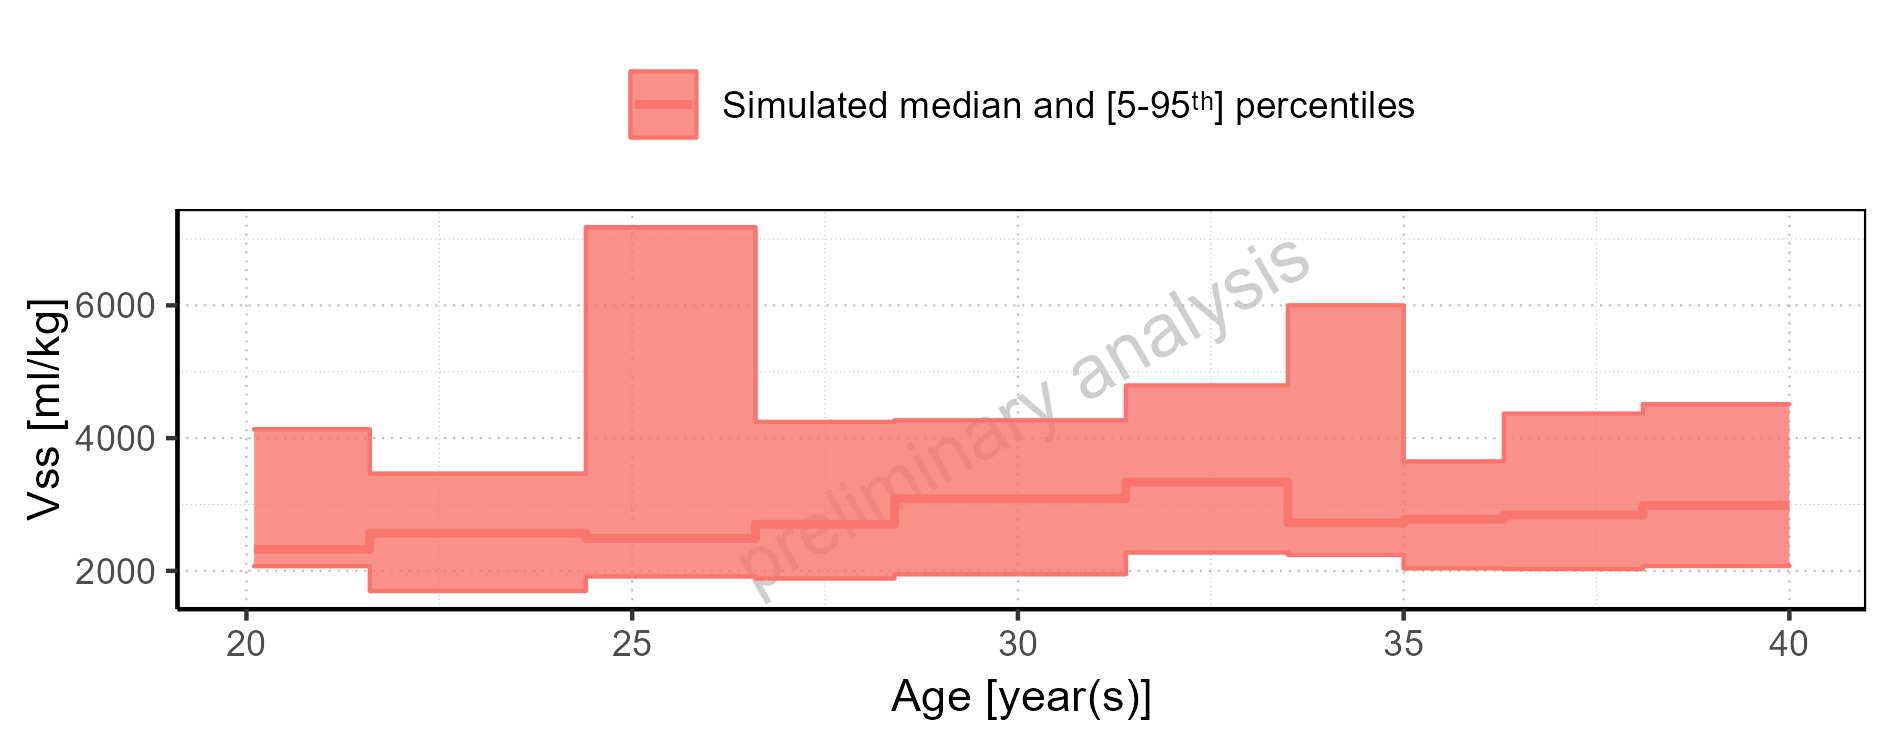 Simulated median and [5-95ᵗʰ] percentiles
Vss [ml/kg]
6000
4000
2000
preliminary analysis
20 25 30 35 40
Age [year(s)]